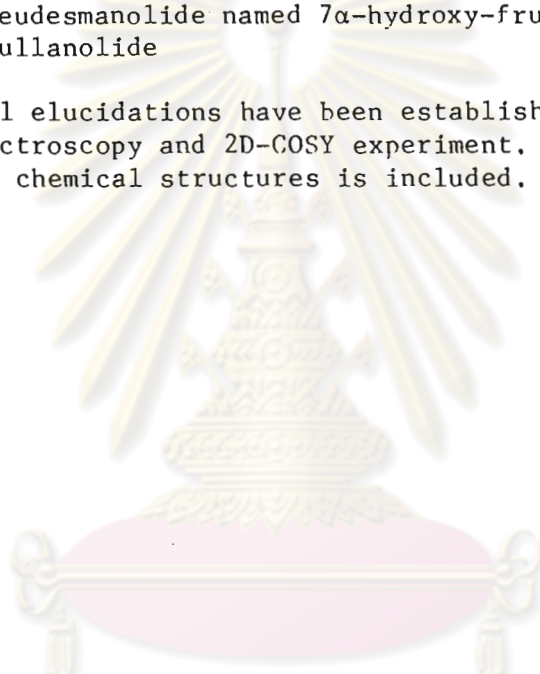 eudesmanolide named 7α-hydroxy-fru
ullanolide
l elucidations have been establish
ctroscopy and 2D-COSY experiment.
chemical structures is included.